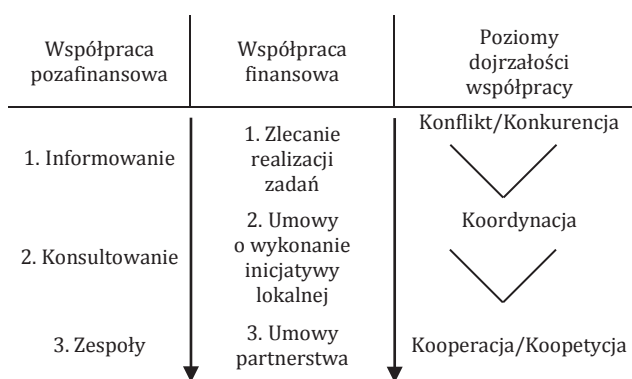 Współpraca
pozafinansowa
Współpraca
finansowa
Poziomy
dojrzałości
współpracy
1. Informowanie
1. Zlecanie
realizacji
zadań
Konflikt/Konkurencja
2. Konsultowanie
2. Umowy
o wykonanie
inicjatywy
lokalnej
Koordynacja
3. Zespoły
3. Umowy
partnerstwa
Kooperacja/Koopetycja